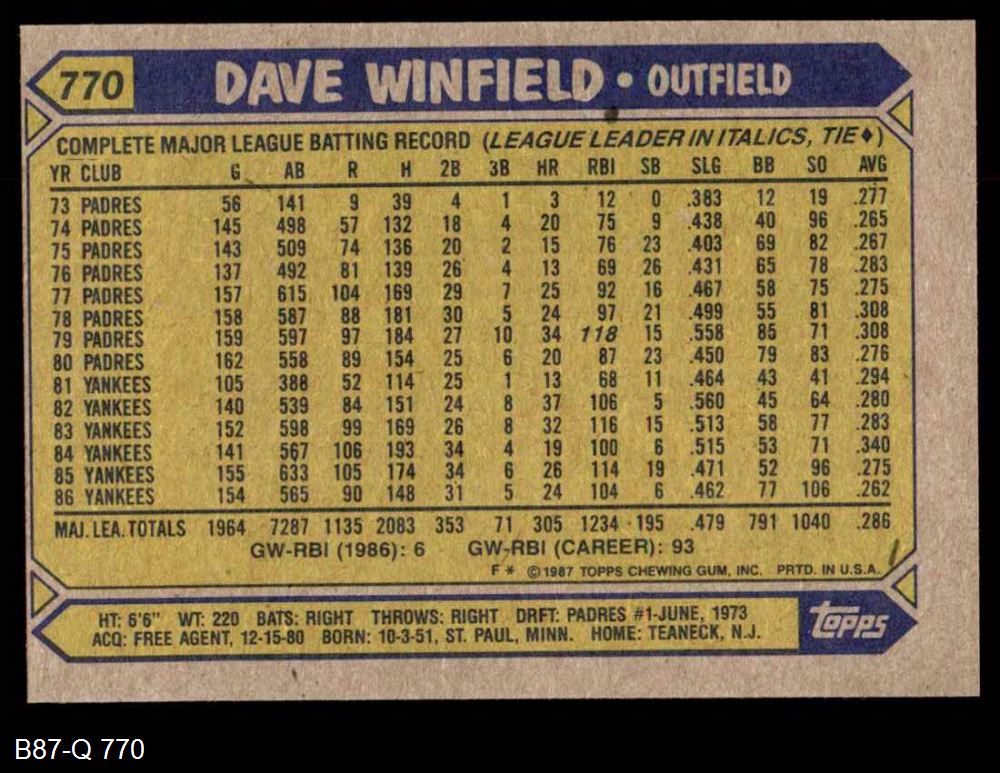 770 DAVE WINFIELD • OUTFIELD
COMPLETE MAJOR LEAGUE BATTING RECORD (LEAGUE LEADER IN ITALICS, TIE♦)
YR CLUB G AB R H 2B 3B HR RBI SB SLG BB SO AVG
73 PADRES 56 141 9 39 4 1 3 12 0 .383 12 19 .277
74 PADRES 145 498 57 132 18 4 20 75 9 .438 40 96 .265
75 PADRES 143 509 74 136 20 2 15 76 23 .403 69 82 .267
76 PADRES 137 492 81 139 26 4 13 69 26 .431 65 78 .283
77 PADRES 157 615 104 169 29 7 25 92 16 .467 58 75 .275
78 PADRES 158 587 88 181 30 5 24 97 21 .499 55 81 .308
79 PADRES 159 597 97 184 27 10 34 118 15 .558 85 71 .308
80 PADRES 162 558 89 154 25 6 20 87 23 .450 79 83 .276
81 YANKEES 105 388 52 114 25 1 13 68 11 .464 43 41 .294
82 YANKEES 140 539 84 151 24 8 37 106 5 .560 45 64 .280
83 YANKEES 152 598 99 169 26 8 32 116 15 .513 58 77 .283
84 YANKEES 141 567 106 193 34 4 19 100 6 .515 53 71 .340
85 YANKEES 155 633 105 174 34 6 26 114 19 .471 52 96 .275
86 YANKEES 154 565 90 148 31 5 24 104 6 .462 77 106 .262
MAJ. LEA. TOTALS 1964 7287 1135 2083 353 71 305 1234 195 .479 791 1040 .286
GW-RBI (1986): 6 GW-RBI (CAREER): 93
F* ©1987 TOPPS CHEWING GUM, INC. PRTD. IN U.S.A.
HT: 6'6" WT: 220 BATS: RIGHT THROWS: RIGHT DRFT: PADRES #1-JUNE, 1973
ACQ: FREE AGENT, 12-15-80 BORN: 10-3-51, ST. PAUL, MINN. HOME: TEANECK, N.J.
TOPPS
B87-Q 770